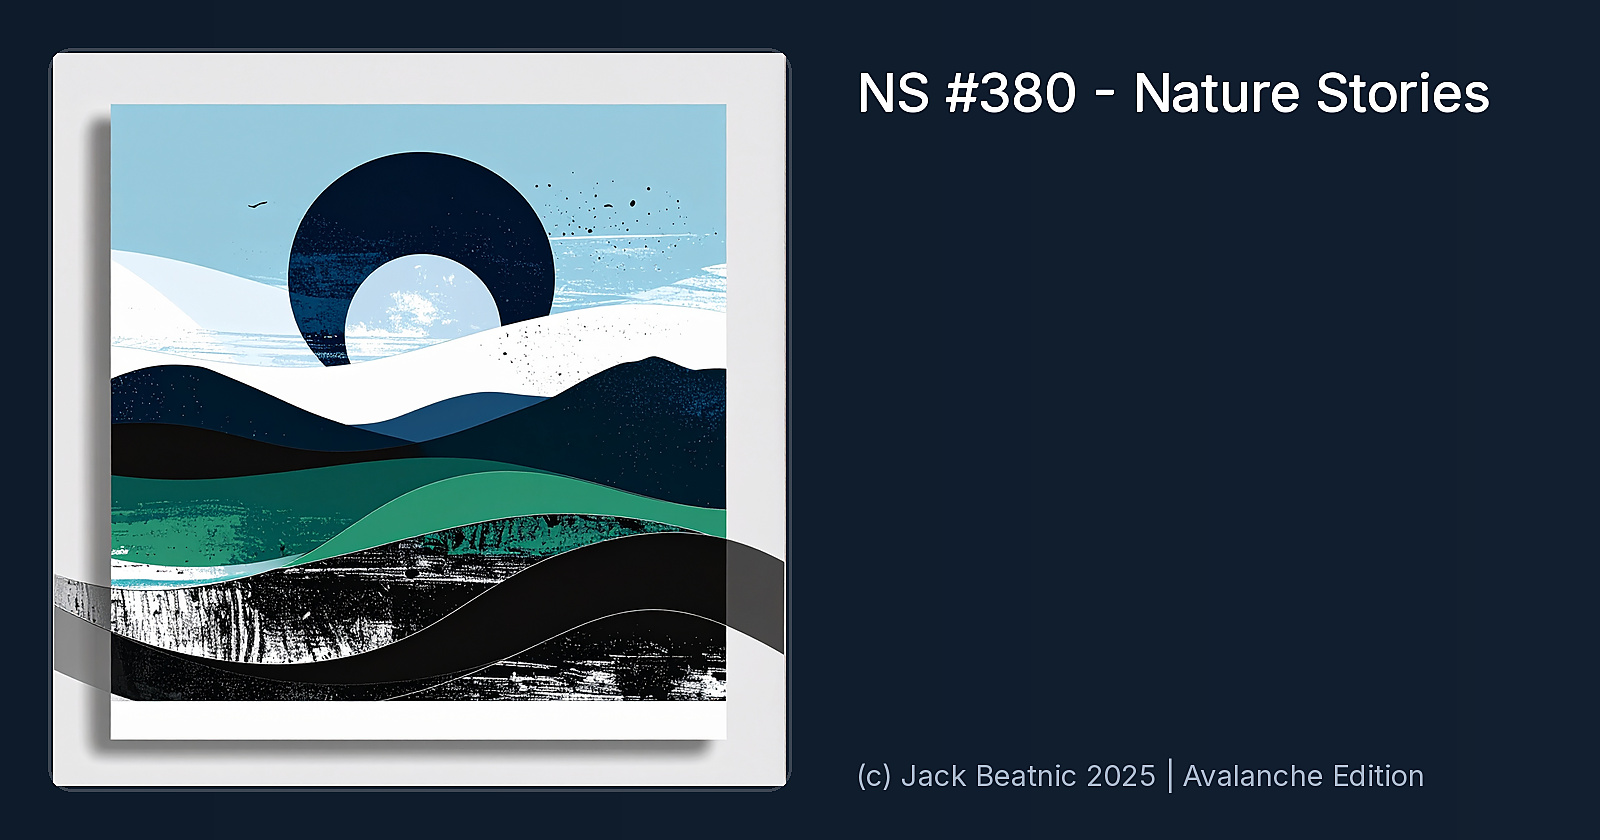 NS #380 - Nature Stories
(c) Jack Beatnic 2025 | Avalanche Edition